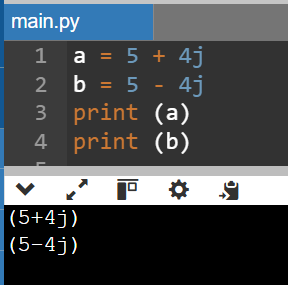 main.py
1 a = 5 + 4j
2 b = 5 - 4j
3 print (a)
4 print (b)
(5+4j)
(5-4j)